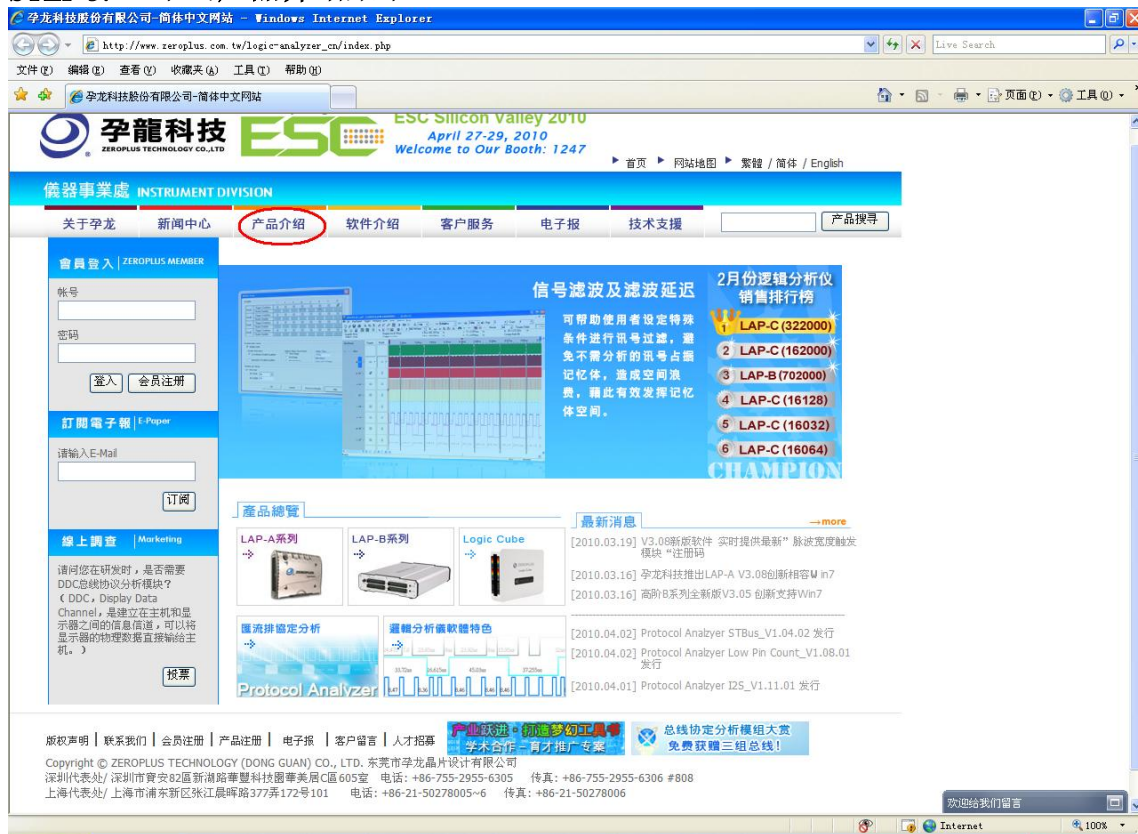 孕龙科技股份有限公司-简体中文网站 - Windows Internet Explorer
http://www.zeroplus.com.tw/logic-analyzer_cn/index.php
Live Search
文件(F) 编辑(E) 查看(V) 收藏夹(A) 工具(T) 帮助(H)
孕龙科技股份有限公司-简体中文网站
页面(P) 工具(O)
孕龍科技
ZEROPLUS TECHNOLOGY CO.,LTD
ESC
ESC Silicon Valley 2010
April 27-29, 2010
Welcome to Our Booth: 1247
首页 网站地图 繁體 / 简体 / English
儀器事業處 INSTRUMENT DIVISION
关于孕龙 新闻中心 产品介绍 软件介绍 客户服务 电子报 技术支援 产品搜寻
會員登入 ZEROPLUS MEMBER
帐号
密码
登入 会员注册
訂閱電子報 E-Paper
请输入E-Mail
订阅
線上調查 Marketing
请问您在研发时，是否需要
DDC总线协议分析模块？
( DDC，Display Data
Channel，是建立在主机和显
示器之间的信息信道，可以将
显示器的物理数据直接输给主
机。)
投票
信号滤波及滤波延迟
可帮助使用者设定特殊
条件进行讯号过滤，避
免不需分析的讯号占据
记忆体，造成空间浪
费，藉此有效发挥记忆
体空间。
2月份逻辑分析仪
销售排行榜
1 LAP-C (322000)
2 LAP-C (162000)
3 LAP-B (702000)
4 LAP-C (16128)
5 LAP-C (16032)
6 LAP-C (16064)
CHAMPION
產品總覽
LAP-A系列
LAP-B系列
Logic Cube
匯流排協定分析
Protocol Analyzer
邏輯分析儀軟體特色
最新消息
→more
[2010.03.19] V3.08新版软件 实时提供最新”脉波宽度触发
模块“注册码
[2010.03.16] 孕龙科技推出LAP-A V3.08创新相容Win7
[2010.03.16] 高阶B系列全新版V3.05 创新支持Win7
[2010.04.02] Protocol Analzyer STBus_V1.04.02 发行
[2010.04.02] Protocol Analzyer Low Pin Count_V1.08.01
发行
[2010.04.01] Protocol Analzyer I2S_V1.11.01 发行
版权声明 | 联系我们 | 会员注册 | 产品注册 | 电子报 | 客户留言 | 人才招募
产业跃进・打造梦幻工具
学术合作－育才推广专案
总线协定分析模组大赏
免费获赠三组总线！
Copyright © ZEROPLUS TECHNOLOGY (DONG GUAN) CO., LTD. 东莞市孕龙晶片设计有限公司
深圳代表处/ 深圳市寶安82區新湖路華豐科技園華美居C區605室 电话: +86-755-2955-6305 传真: +86-755-2955-6306 #808
上海代表处/ 上海市浦东新区张江晨晖路377弄172号101 电话: +86-21-50278005~6 传真: +86-21-50278006
欢迎给我们留言
Internet 100%